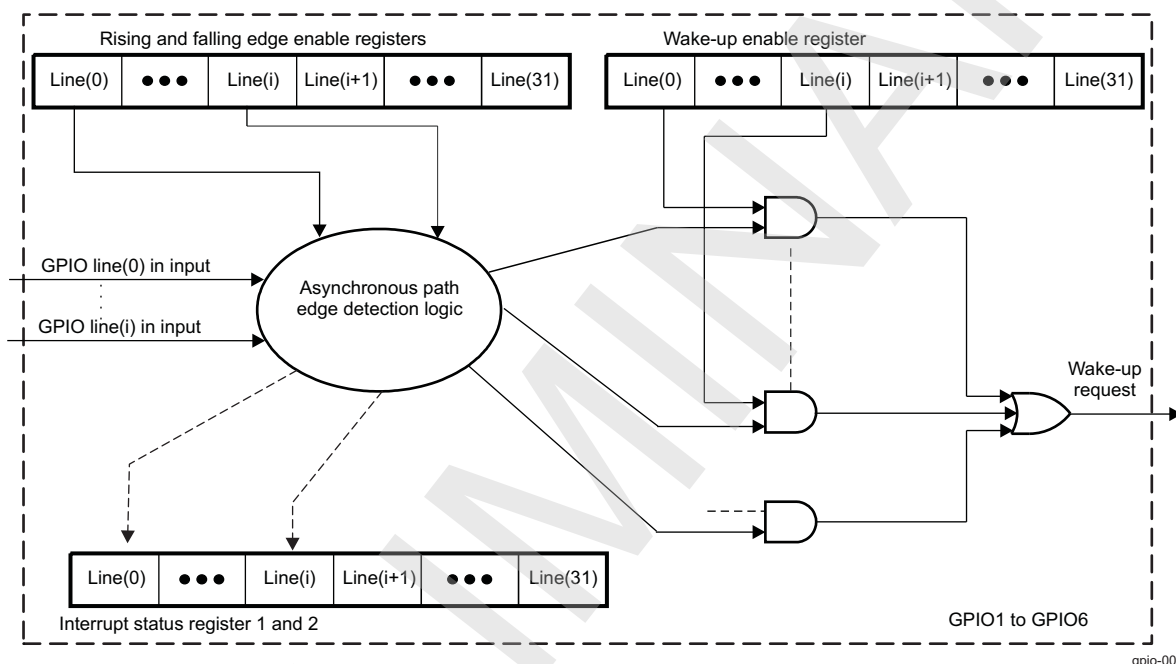 Rising and falling edge enable registers
Wake-up enable register
Line(0) ●●● Line(i) Line(i+1) ●●● Line(31)
Line(0) ●●● Line(i) Line(i+1) ●●● Line(31)
GPIO line(0) in input
GPIO line(i) in input
Asynchronous path
edge detection logic
Wake-up
request
Line(0) ●●● Line(i) Line(i+1) ●●● Line(31)
Interrupt status register 1 and 2
GPIO1 to GPIO6